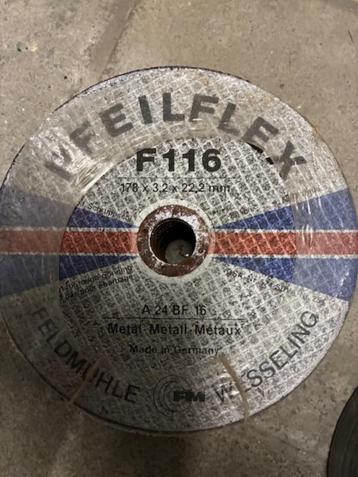 PFEILFLEX
F116
178 x 3,2 x 22,2 mm
A 24 BF 16
Metal-Metall-Métaux
Made in Germany
FELDMÜHLE FM WESSELING